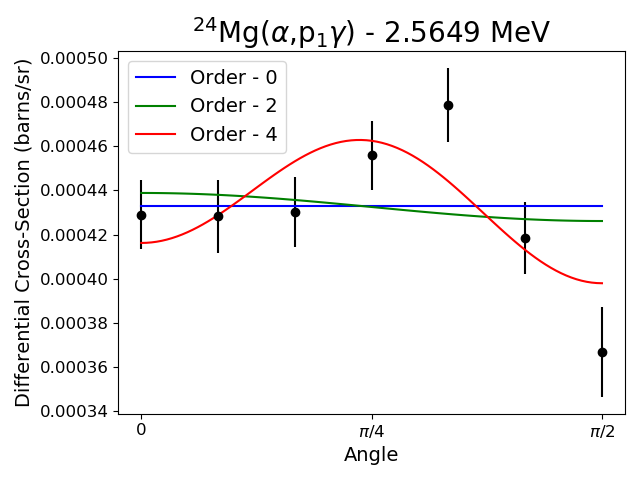 ²⁴Mg(α,p₁γ) - 2.5649 MeV
Differential Cross-Section (barns/sr)
0.00050
0.00048
0.00046
0.00044
0.00042
0.00040
0.00038
0.00036
0.00034
Order - 0
Order - 2
Order - 4
0
π/4
π/2
Angle